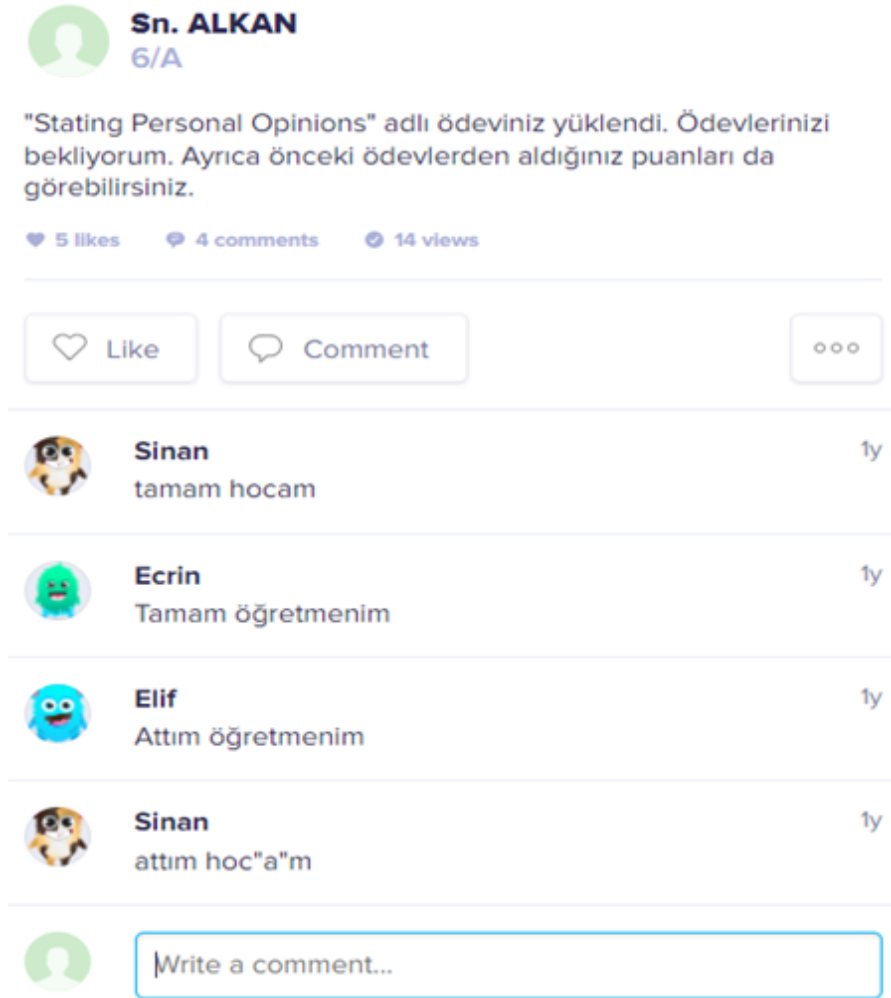 Sn. ALKAN
6/A
"Stating Personal Opinions" adlı ödeviniz yüklendi. Ödevlerinizi
bekliyorum. Ayrıca önceki ödevlerden aldığınız puanları da
görebilirsiniz.
5 likes 4 comments 14 views
Like Comment
Sinan 1y
tamam hocam
Ecrin 1y
Tamam öğretmenim
Elif 1y
Attım öğretmenim
Sinan 1y
attım hoc"a"m
Write a comment...